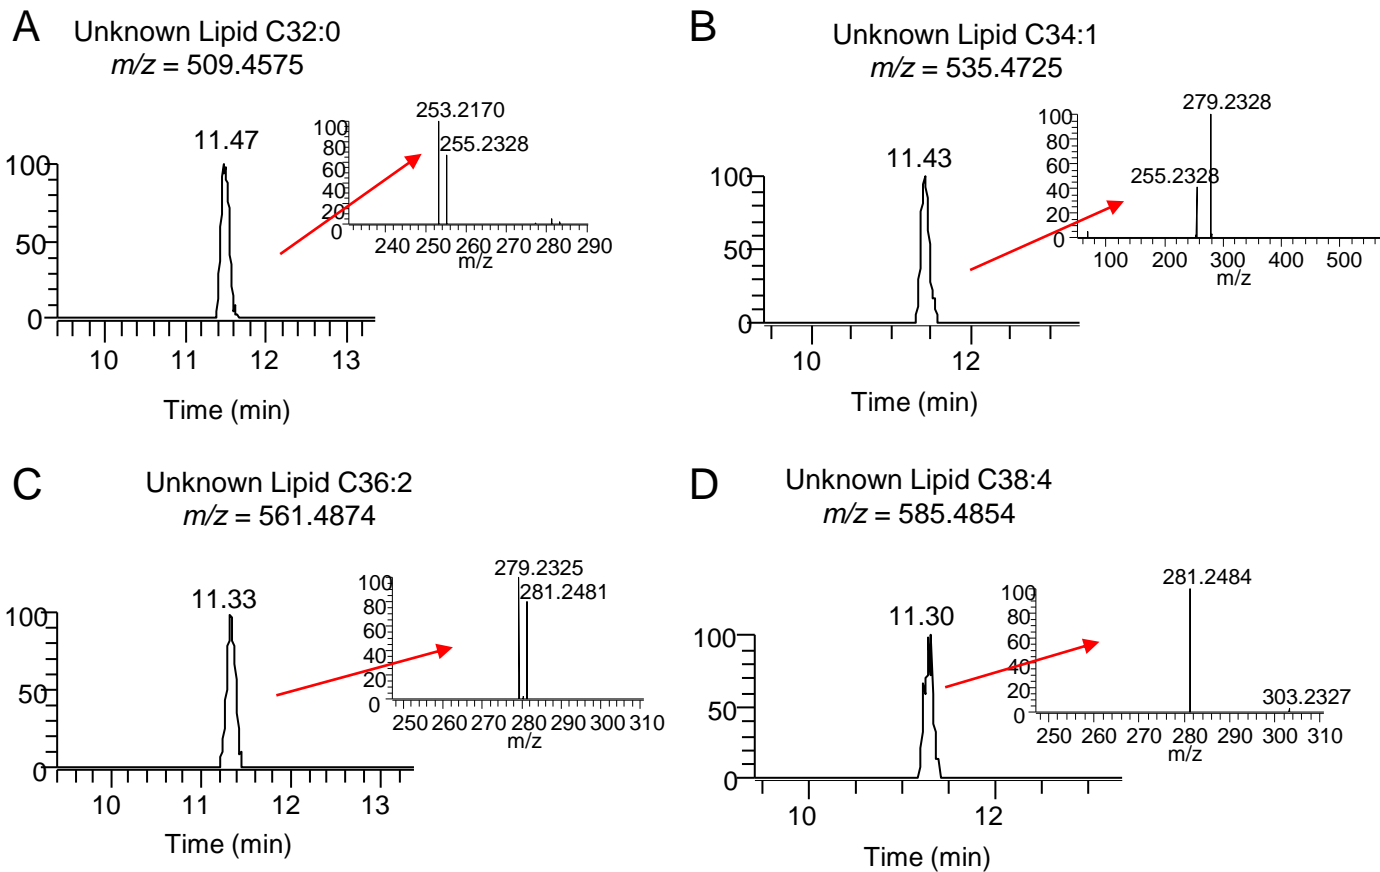 A
Unknown Lipid C32:0
m/z = 509.4575
11.47
100
50
0
10 11 12 13
Time (min)
253.2170
255.2328
100
80
60
40
20
0
240 250 260 270 280 290
m/z
B
Unknown Lipid C34:1
m/z = 535.4725
11.43
100
50
0
10 12
Time (min)
279.2328
255.2328
100
80
60
40
20
0
100 200 300 400 500
m/z
C
Unknown Lipid C36:2
m/z = 561.4874
11.33
100
50
0
10 11 12 13
Time (min)
279.2325
281.2481
100
80
60
40
20
0
250 260 270 280 290 300 310
m/z
D
Unknown Lipid C38:4
m/z = 585.4854
11.30
100
50
0
10 12
Time (min)
281.2484
303.2327
100
80
60
40
20
0
250 260 270 280 290 300 310
m/z